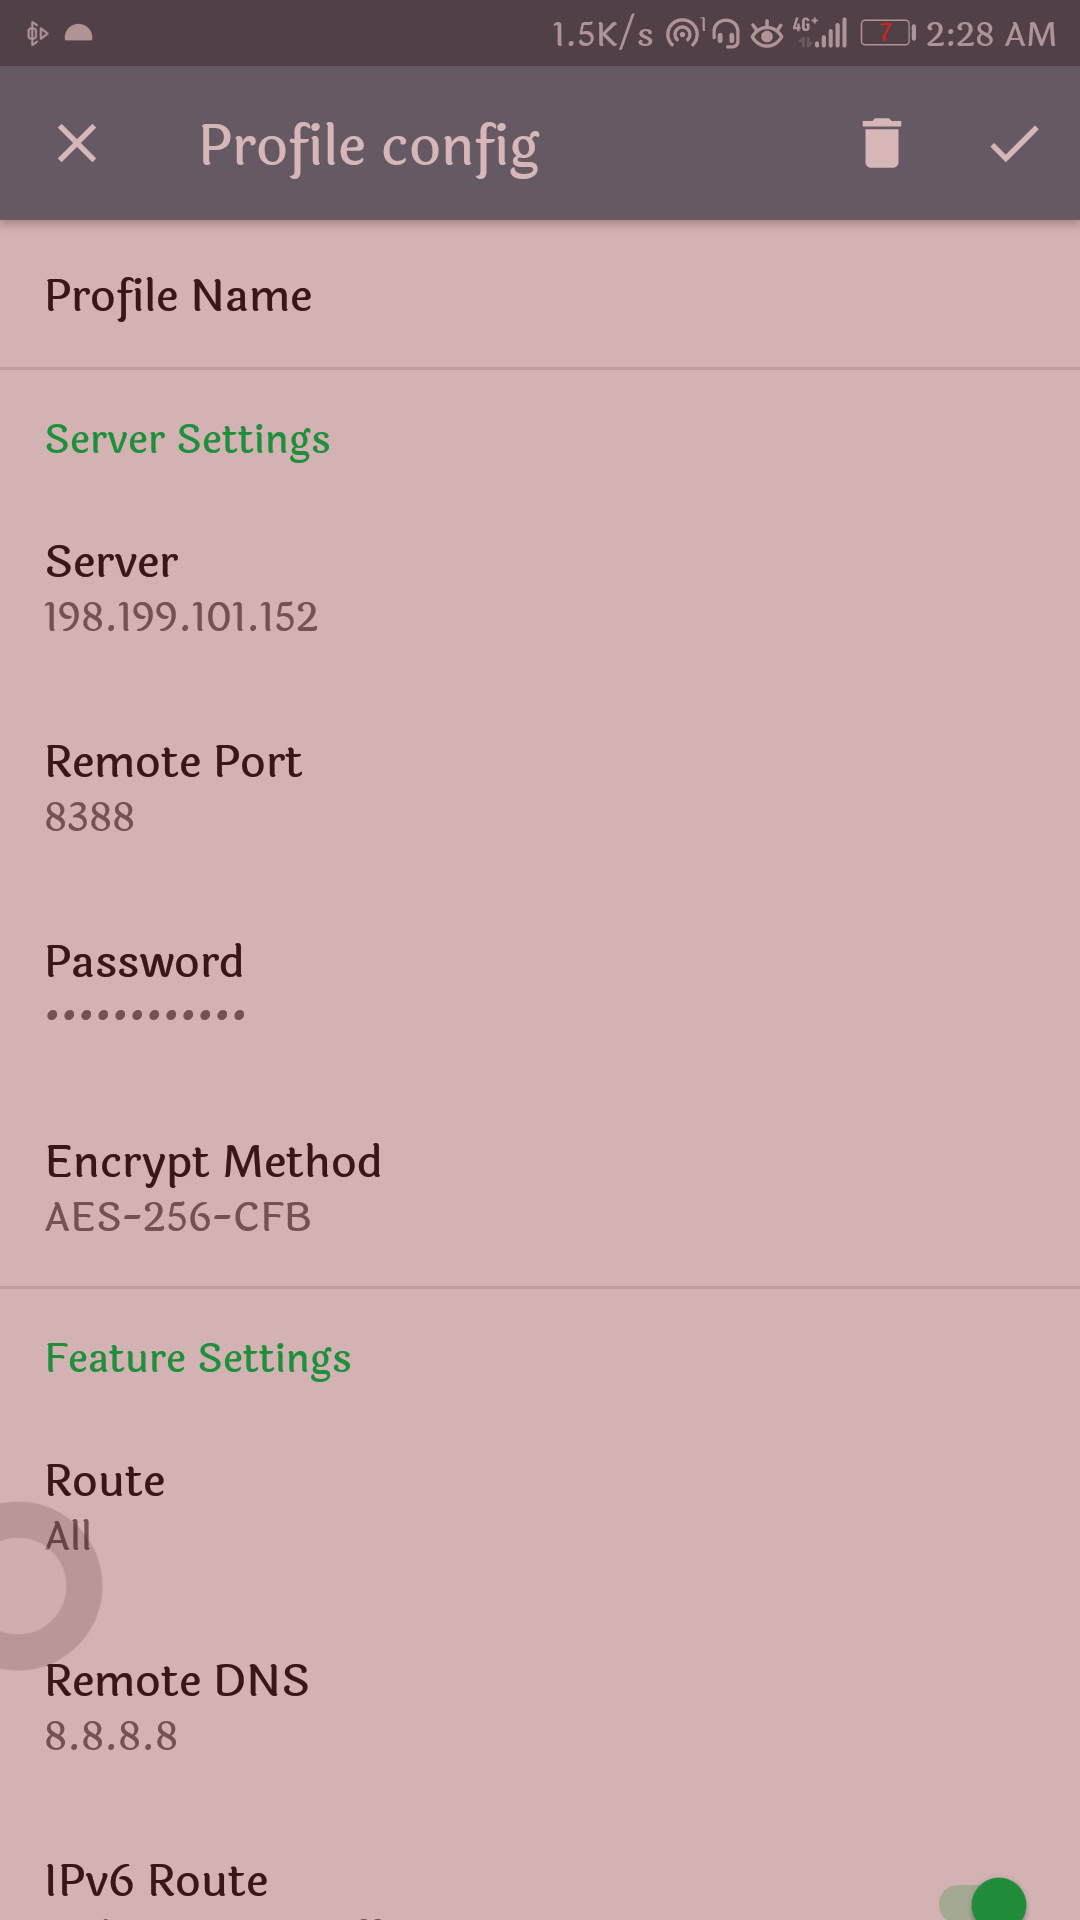 1.5K/s 1 4G+ 7 2:28 AM
Profile config
Profile Name
Server Settings
Server
198.199.101.152
Remote Port
8388
Password
••••••••••••
Encrypt Method
AES-256-CFB
Feature Settings
Route
All
Remote DNS
8.8.8.8
IPv6 Route